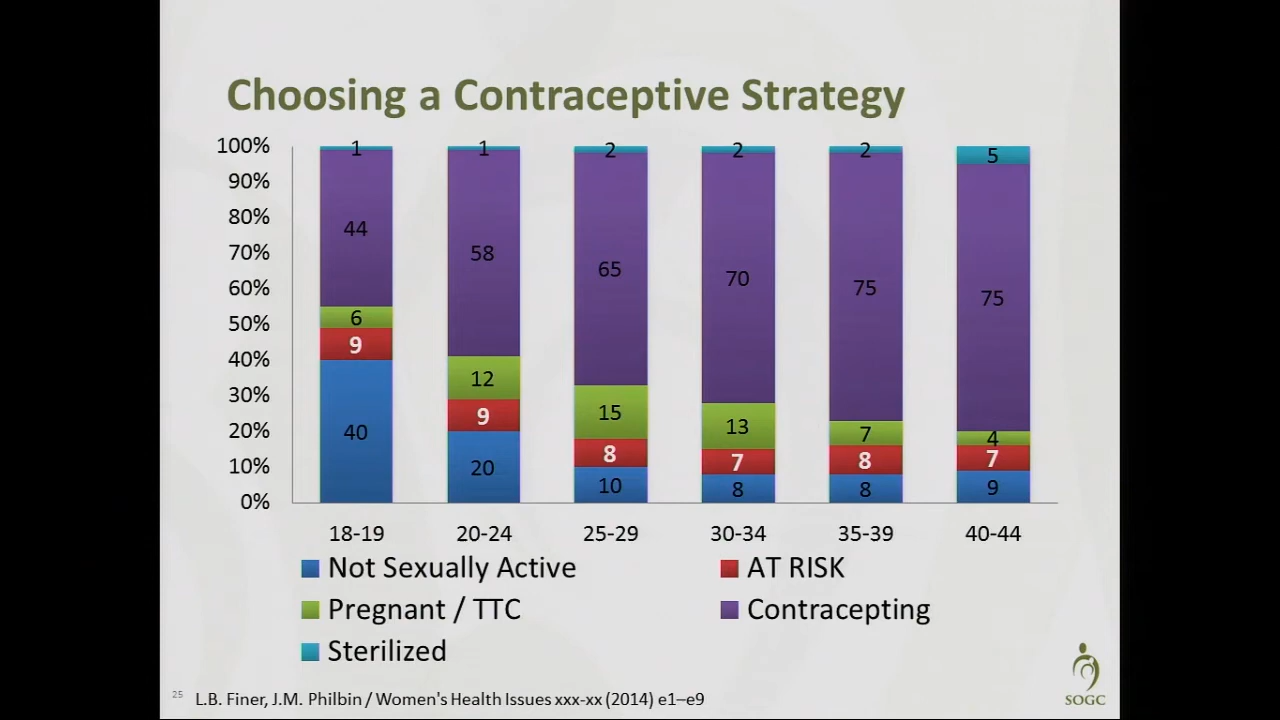 Choosing a Contraceptive Strategy
100%
90%
80%
70%
60%
50%
40%
30%
20%
10%
0%
1 1 2 2 2 5
44 58 65 70 75 75
6 12 15 13 7 4
9 9 8 7 8 7
40 20 10 8 8 9
18-19 20-24 25-29 30-34 35-39 40-44
Not Sexually Active AT RISK
Pregnant / TTC Contracepting
Sterilized
25 L.B. Finer, J.M. Philbin / Women's Health Issues xxx-xx (2014) e1–e9
SOGC